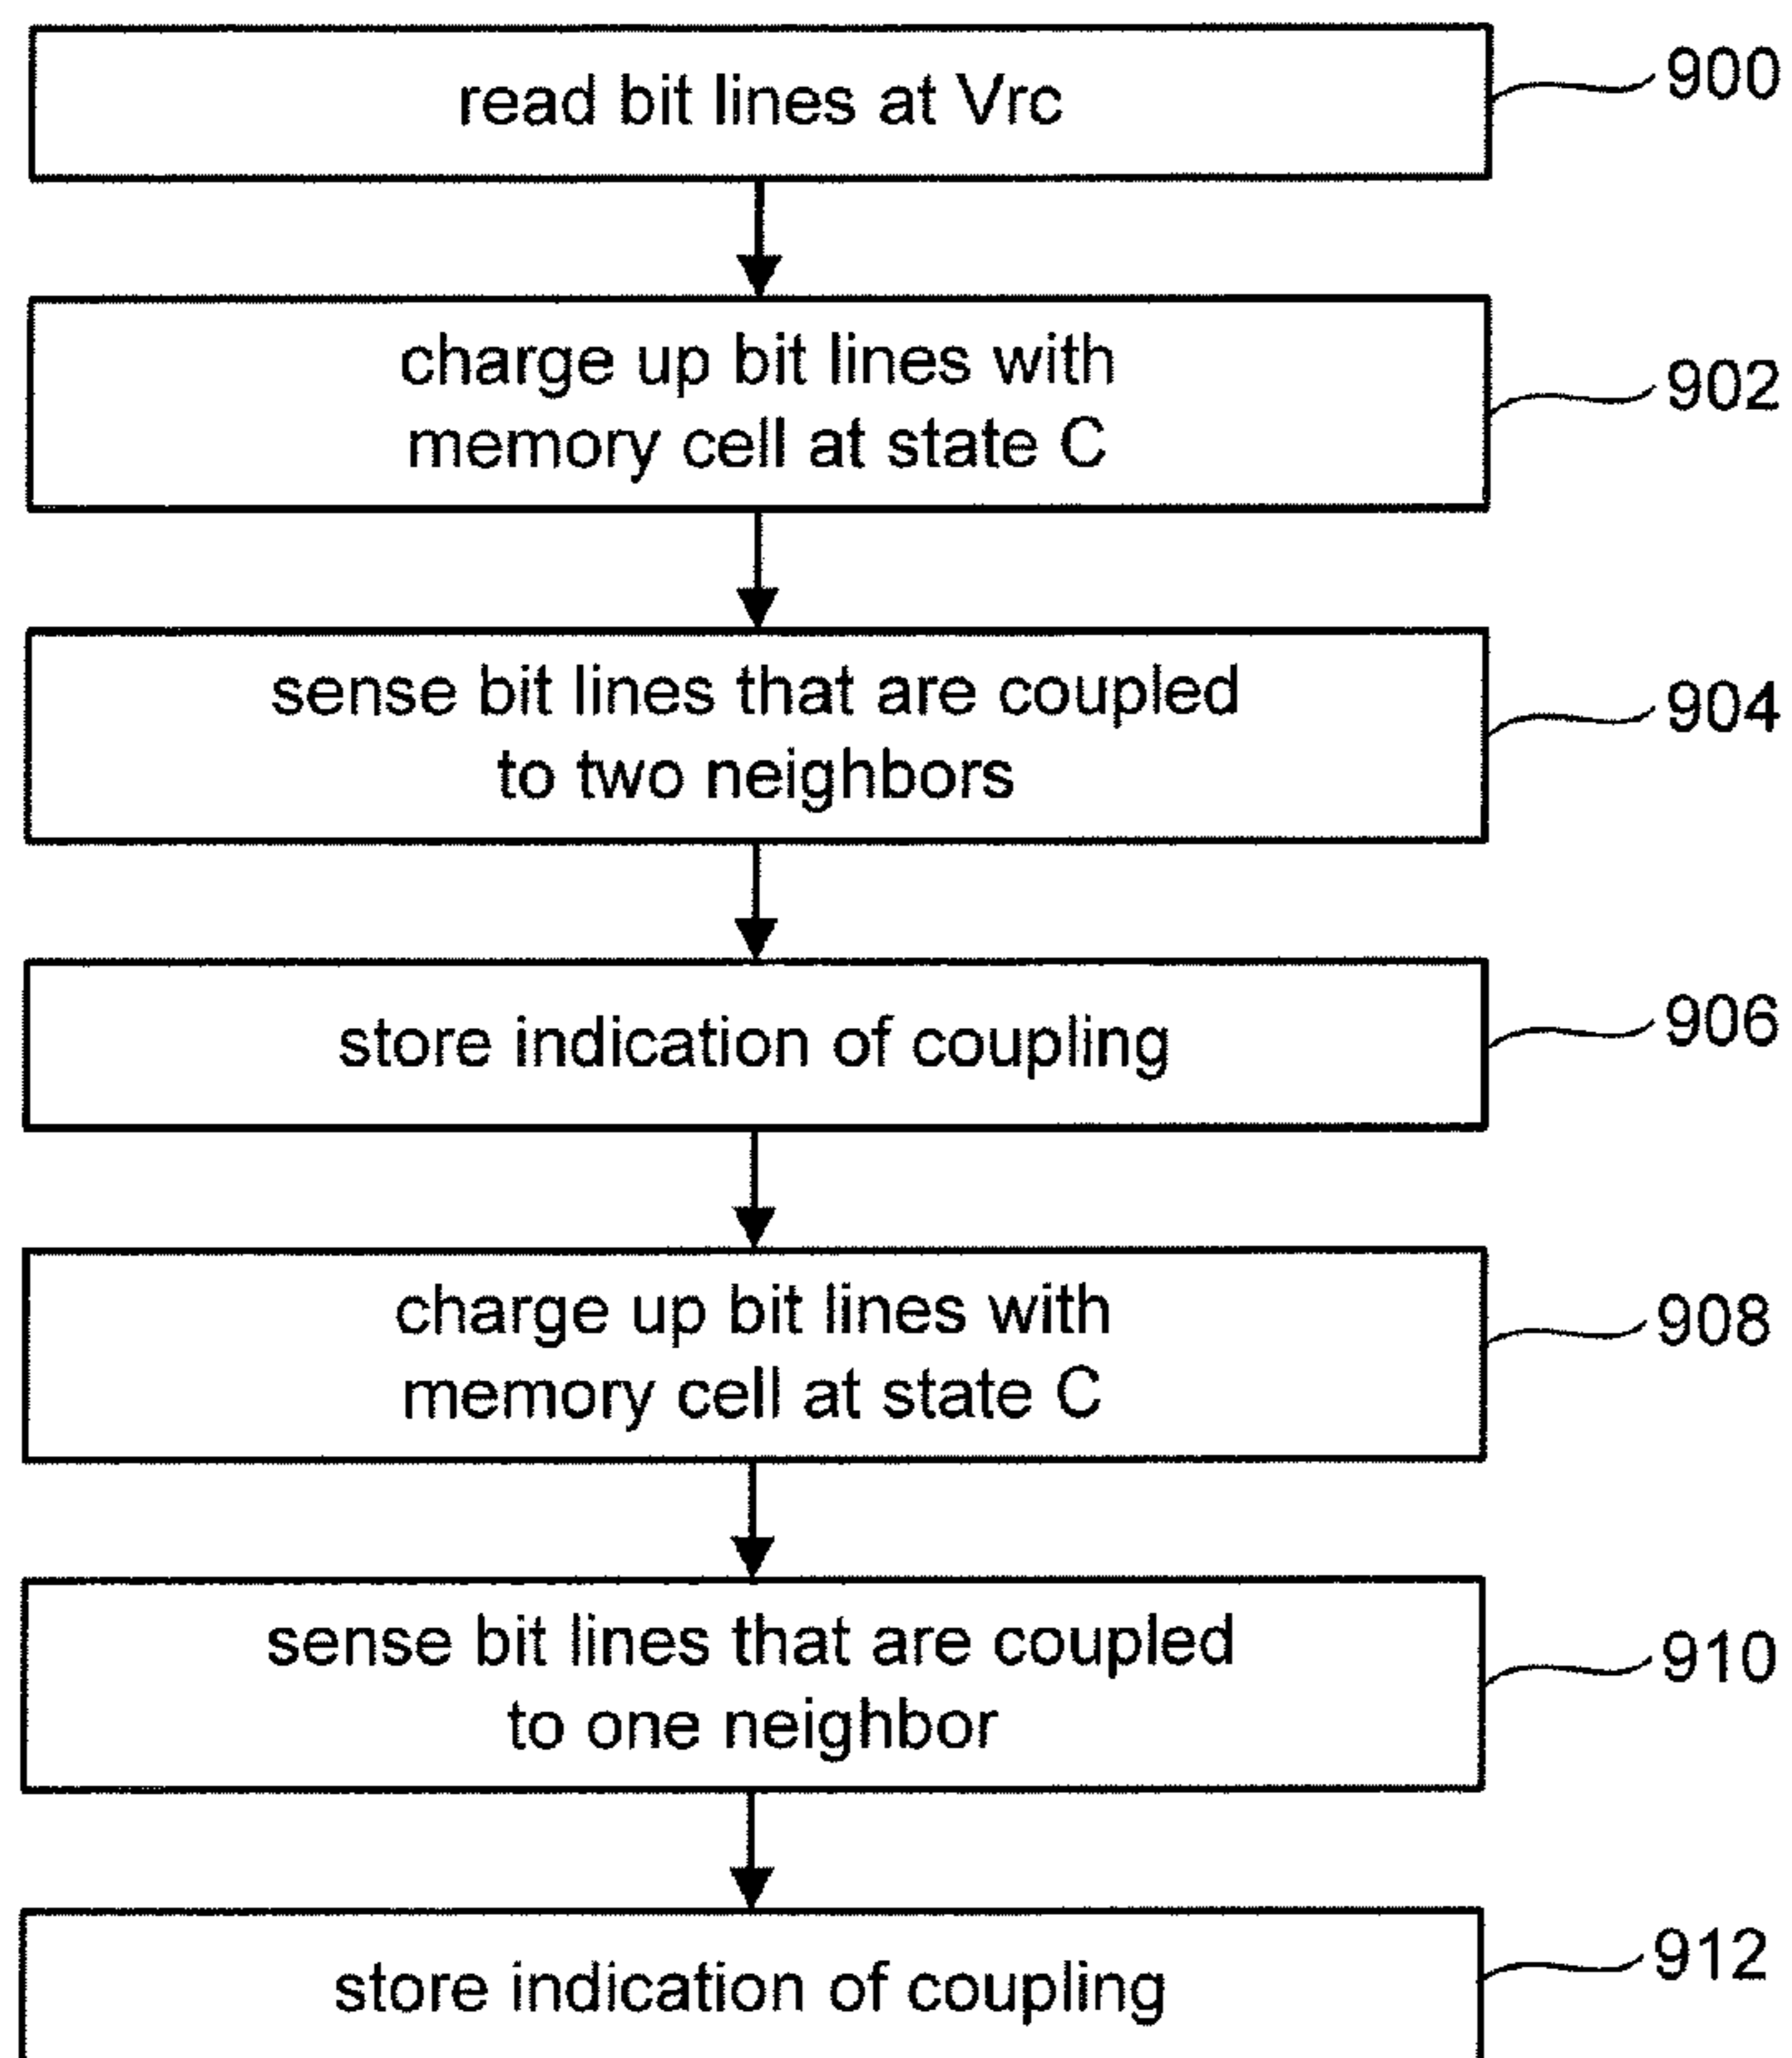 read bit lines at Vrc
900
charge up bit lines with
memory cell at state C
902
sense bit lines that are coupled
to two neighbors
904
store indication of coupling
906
charge up bit lines with
memory cell at state C
908
sense bit lines that are coupled
to one neighbor
910
store indication of coupling
912